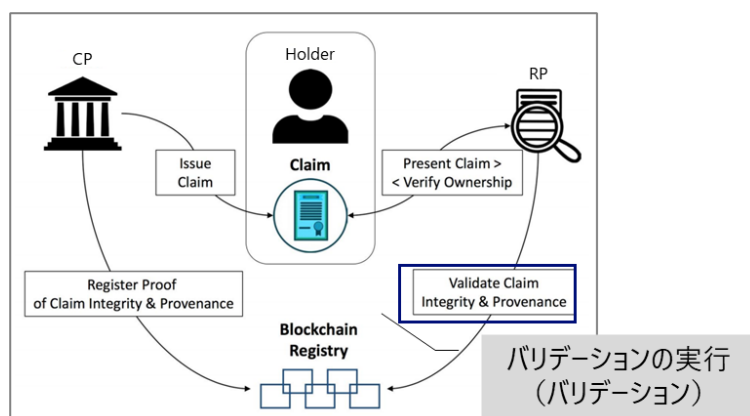 CP
Holder
RP
Issue
Claim
Claim
Present Claim >
< Verify Ownership
Register Proof
of Claim Integrity & Provenance
Validate Claim
Integrity & Provenance
Blockchain
Registry
バリデーションの実行
（バリデーション）